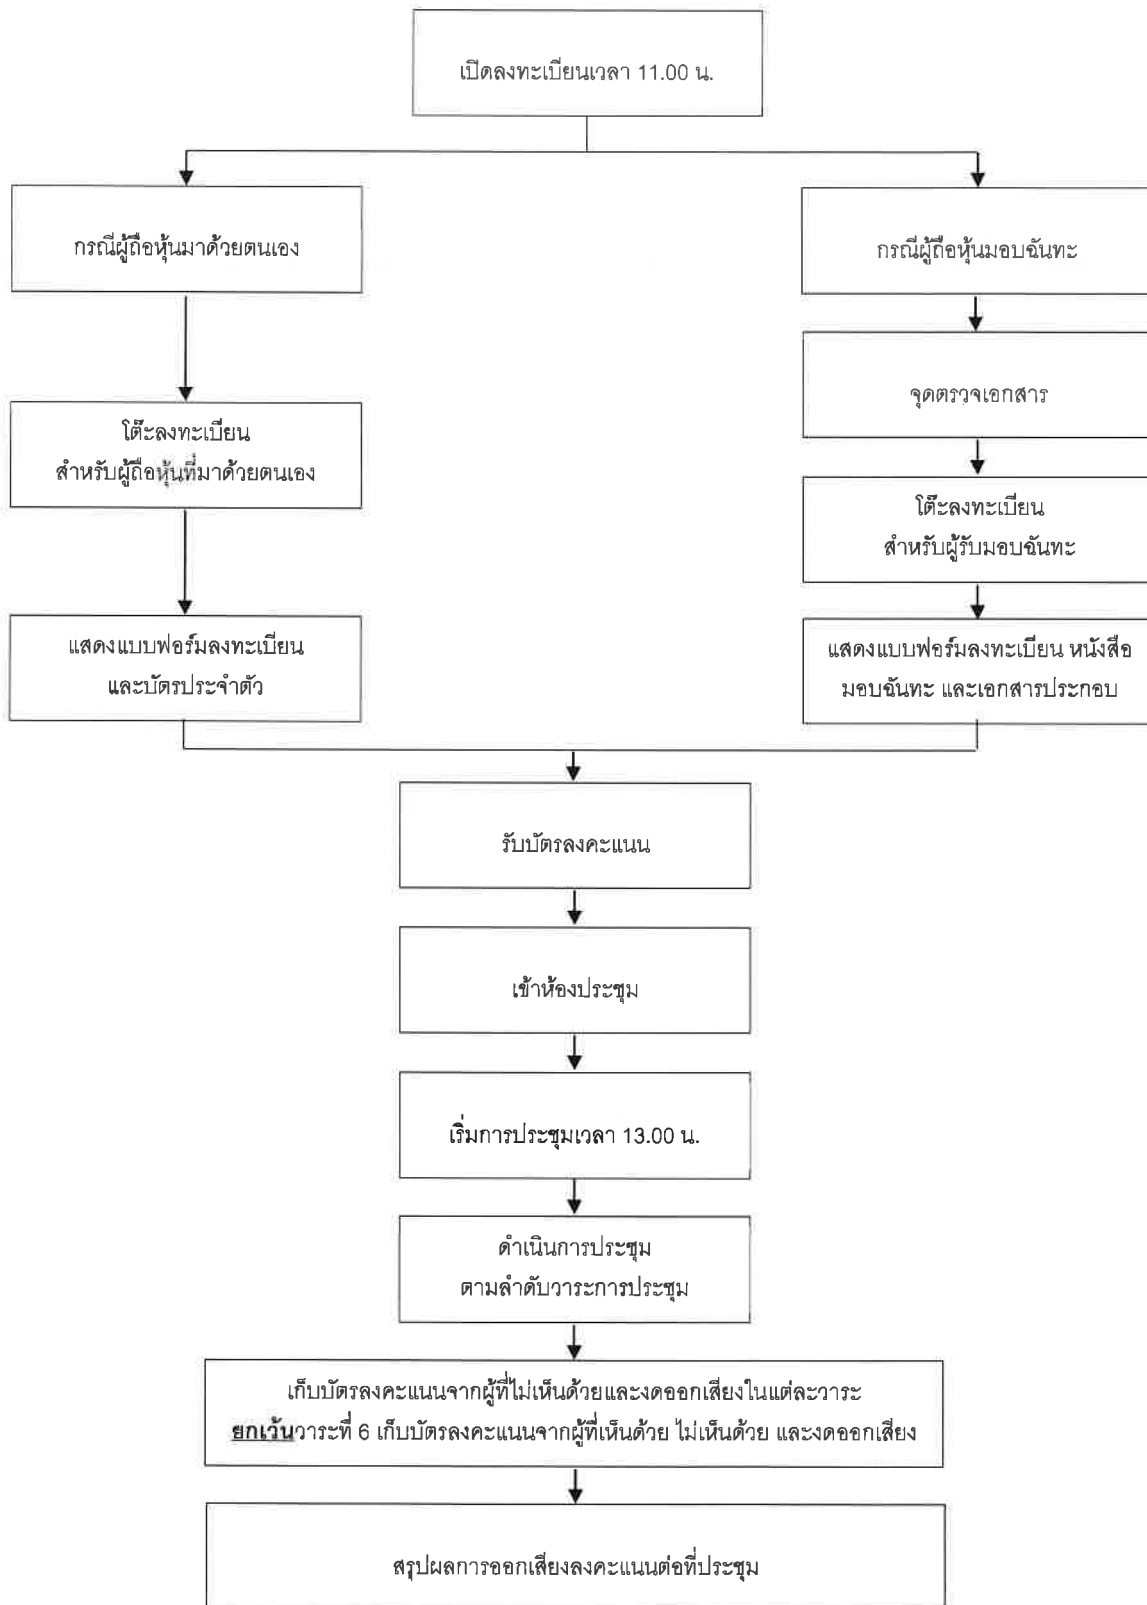 เปิดลงทะเบียนเวลา 11.00 น.
กรณีผู้ถือหุ้นมาด้วยตนเอง
กรณีผู้ถือหุ้นมอบฉันทะ
จุดตรวจเอกสาร
โต๊ะลงทะเบียน
สำหรับผู้ถือหุ้นที่มาด้วยตนเอง
โต๊ะลงทะเบียน
สำหรับผู้รับมอบฉันทะ
แสดงแบบฟอร์มลงทะเบียน
และบัตรประจำตัว
แสดงแบบฟอร์มลงทะเบียน หนังสือ
มอบฉันทะ และเอกสารประกอบ
รับบัตรลงคะแนน
เข้าห้องประชุม
เริ่มการประชุมเวลา 13.00 น.
ดำเนินการประชุม
ตามลำดับวาระการประชุม
เก็บบัตรลงคะแนนจากผู้ที่ไม่เห็นด้วยและงดออกเสียงในแต่ละวาระ
ยกเว้นวาระที่ 6 เก็บบัตรลงคะแนนจากผู้ที่เห็นด้วย ไม่เห็นด้วย และงดออกเสียง
สรุปผลการออกเสียงลงคะแนนต่อที่ประชุม